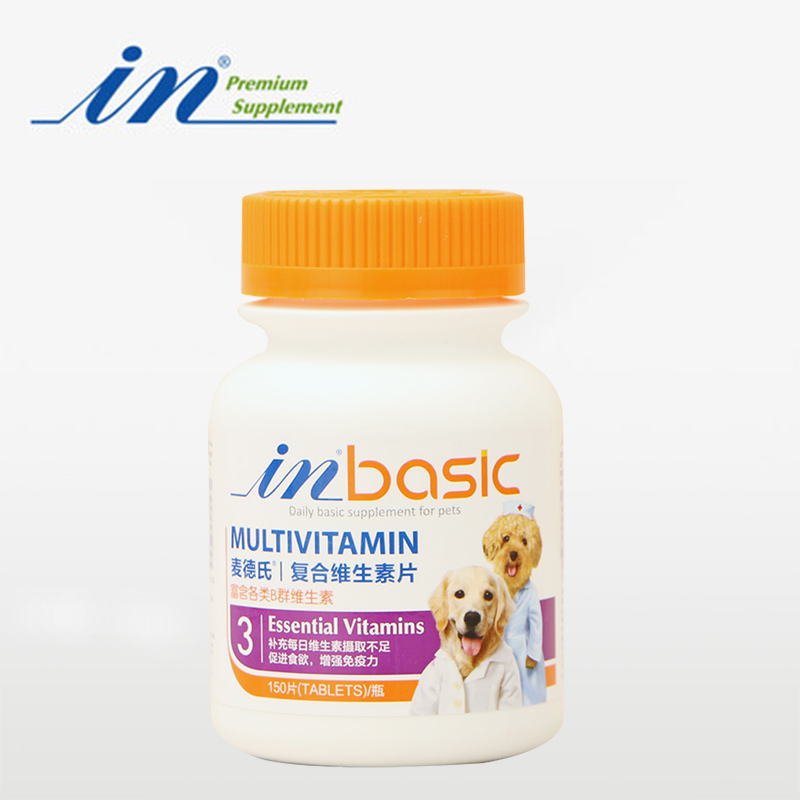 in®
Premium
Supplement
in®basic
Daily basic supplement for pets
MULTIVITAMIN
麦德氏®|复合维生素片
富含各类B群维生素
3 Essential Vitamins
补充每日维生素摄取不足
促进食欲，增强免疫力
150片(TABLETS)/瓶